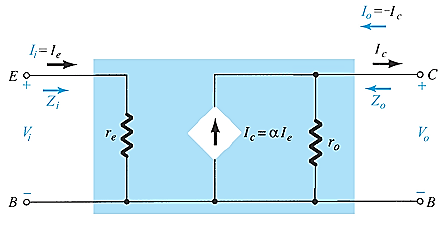 I_o = –I_c
I_i = I_e
I_c
E
C
+
+
Z_i
Z_o
V_i
r_e
I_c = αI_e
r_o
V_o
–
–
B
B